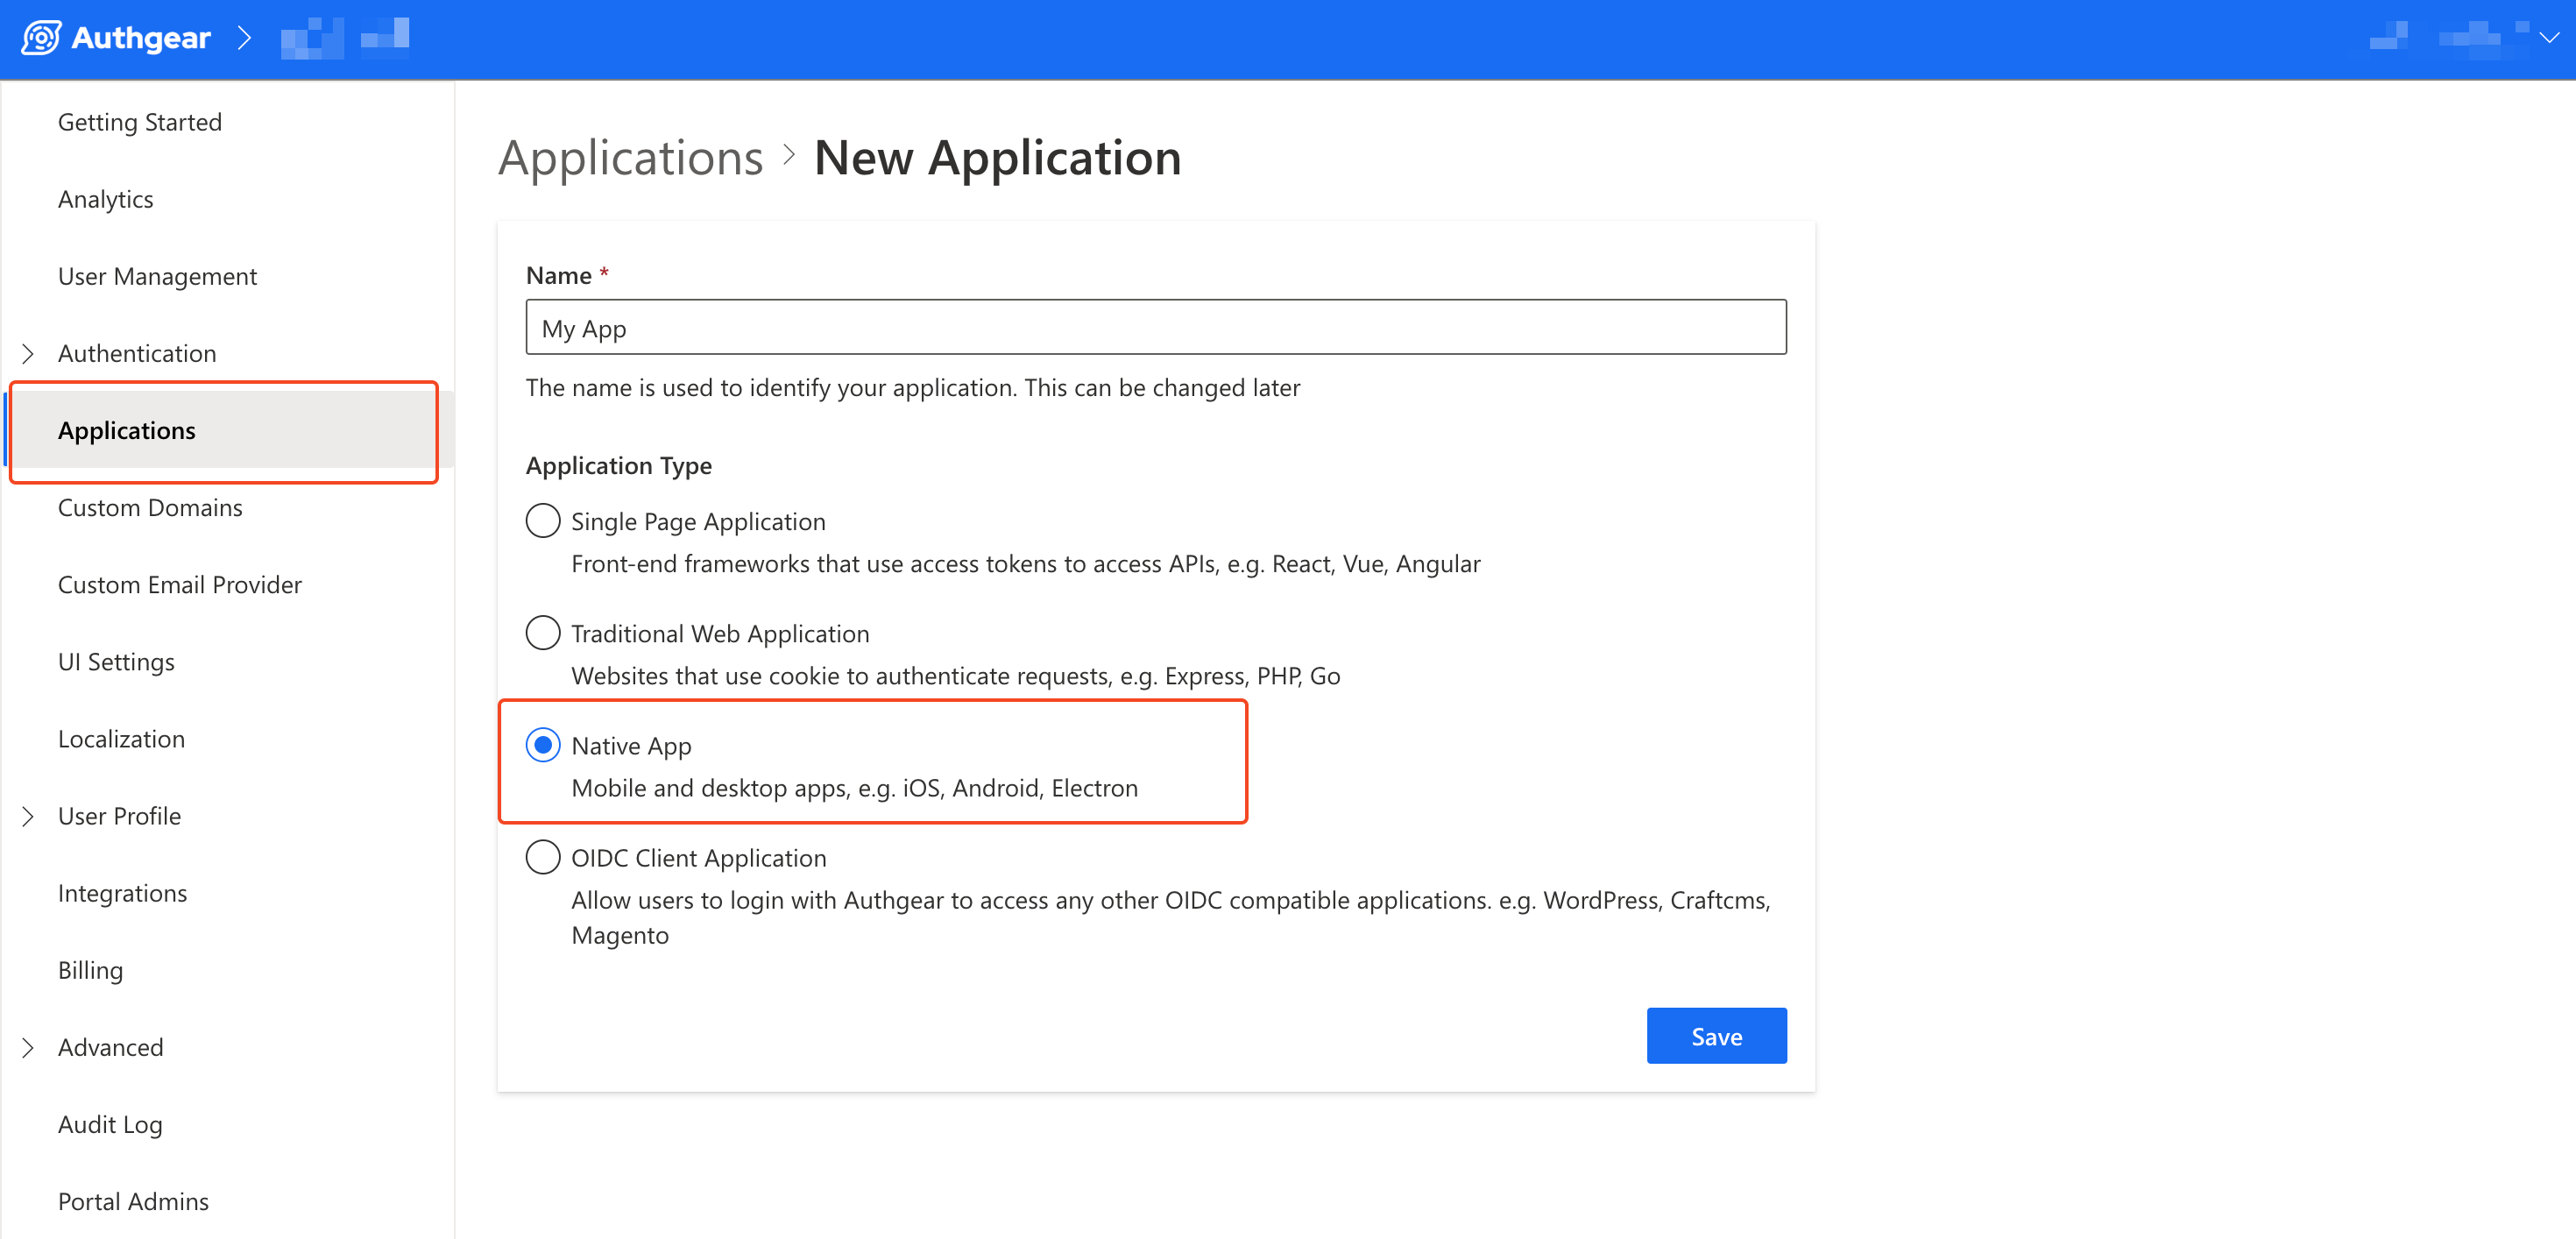 Authgear
Getting Started
Analytics
User Management
Authentication
Applications
Custom Domains
Custom Email Provider
UI Settings
Localization
User Profile
Integrations
Billing
Advanced
Audit Log
Portal Admins
Applications > New Application
Name *
My App
The name is used to identify your application. This can be changed later
Application Type
Single Page Application
Front-end frameworks that use access tokens to access APIs, e.g. React, Vue, Angular
Traditional Web Application
Websites that use cookie to authenticate requests, e.g. Express, PHP, Go
Native App
Mobile and desktop apps, e.g. iOS, Android, Electron
OIDC Client Application
Allow users to login with Authgear to access any other OIDC compatible applications. e.g. WordPress, Craftcms,
Magento
Save